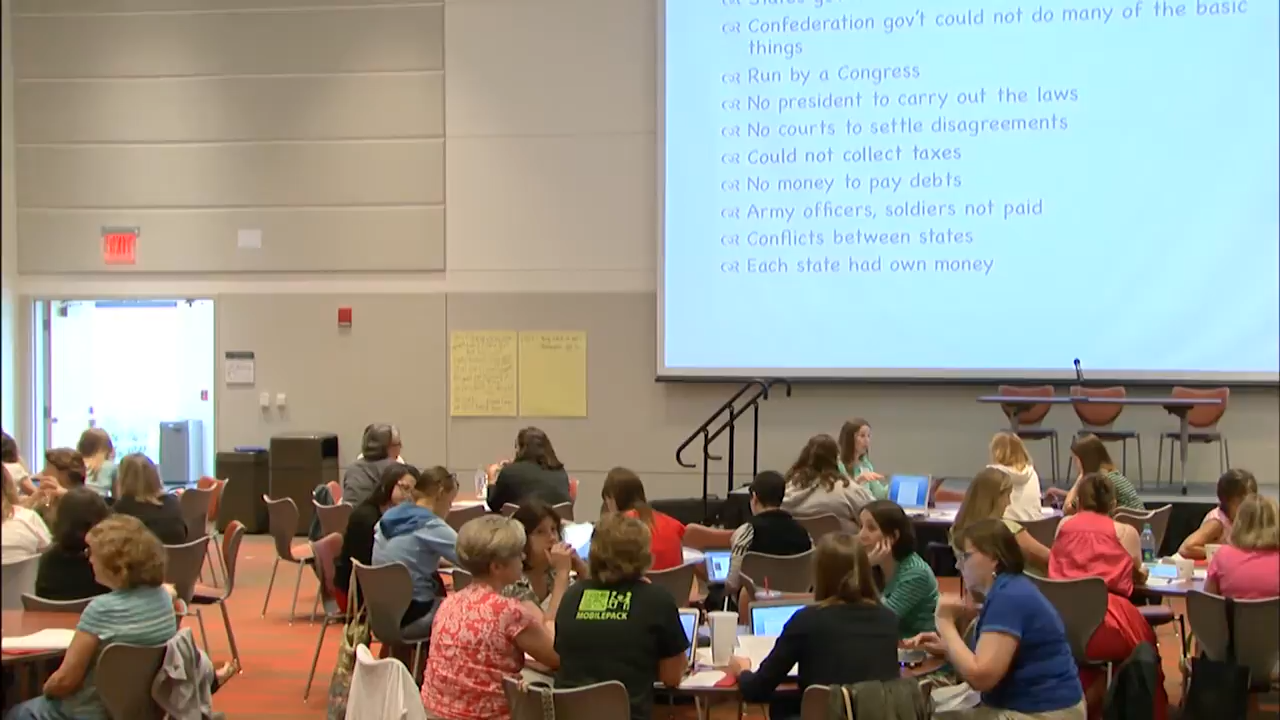 States gov
Confederation gov't could not do many of the basic
things
Run by a Congress
No president to carry out the laws
No courts to settle disagreements
Could not collect taxes
No money to pay debts
Army officers, soldiers not paid
Conflicts between states
Each state had own money
EXIT
MOBILEPACK